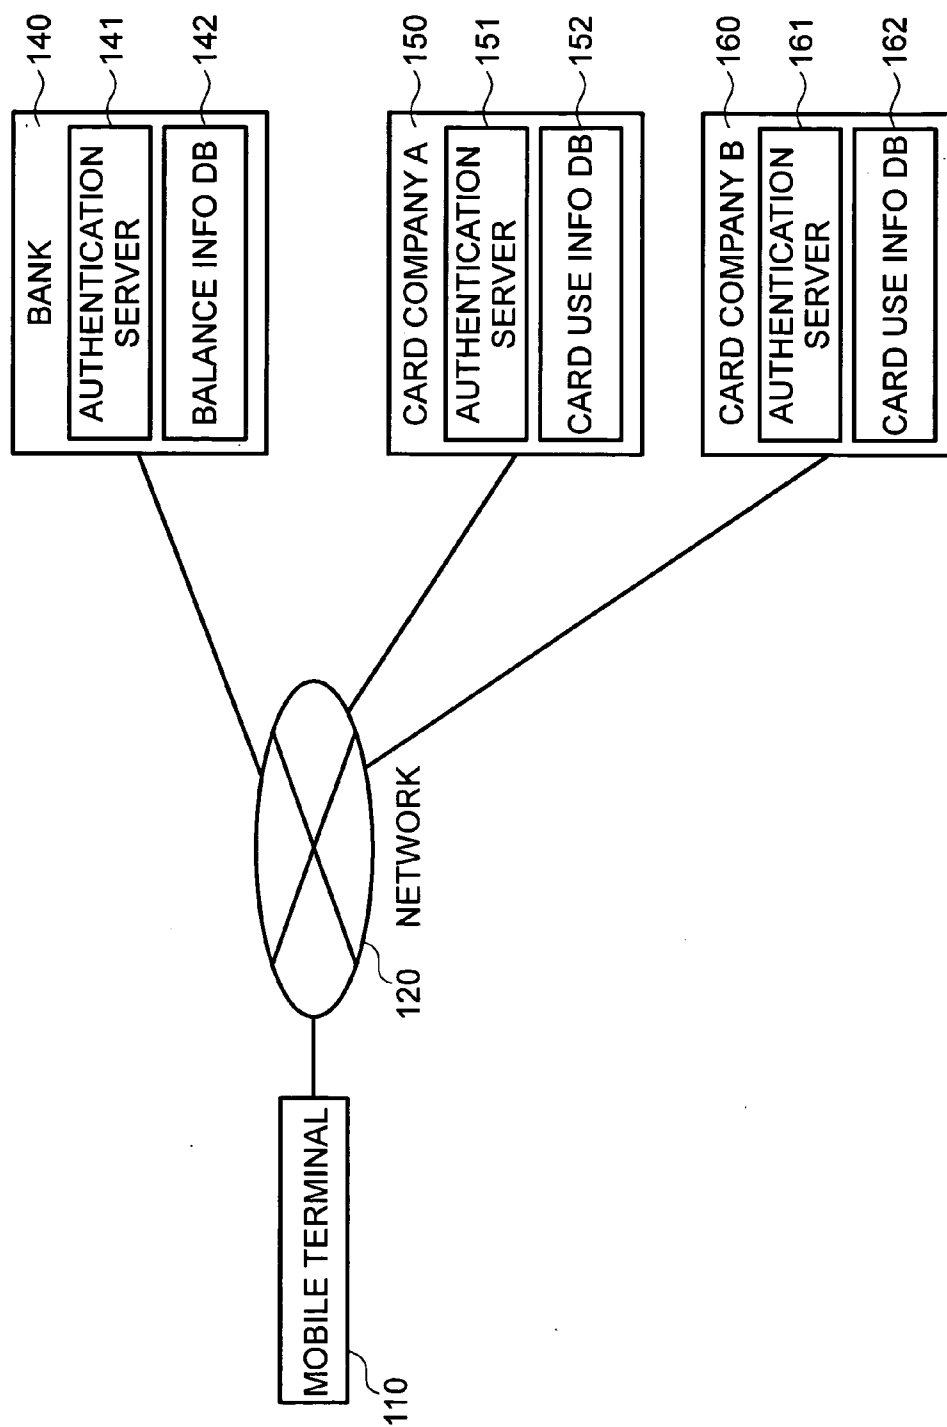 BANK
140
AUTHENTICATION
SERVER
141
BALANCE INFO DB
142
CARD COMPANY A
150
AUTHENTICATION
SERVER
151
CARD USE INFO DB
152
CARD COMPANY B
160
AUTHENTICATION
SERVER
161
CARD USE INFO DB
162
120
NETWORK
MOBILE TERMINAL
110